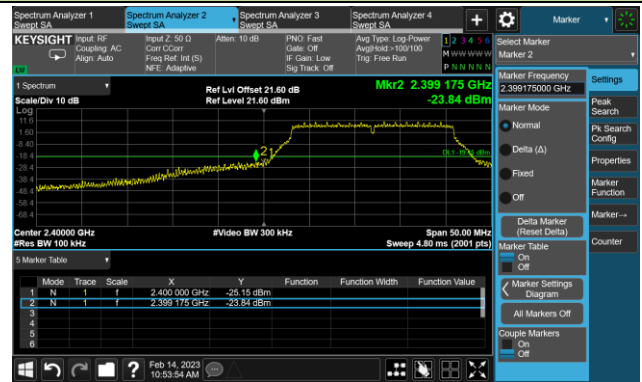 Spectrum Analyzer 1
Swept SA
Spectrum Analyzer 2
Swept SA
Spectrum Analyzer 3
Swept SA
Spectrum Analyzer 4
Swept SA
+
Marker
KEYSIGHT
Input: RF
Coupling: AC
Align: Auto
Input Z: 50 Ω
Corr CCorr
Freq Ref: Int (S)
NFE: Adaptive
Atten: 10 dB
PNO: Fast
Gate: Off
IF Gain: Low
Sig Track: Off
Avg Type: Log-Power
Avg|Hold:>100/100
Trig: Free Run
1 2 3 4 5 6
M W W W W W
P N N N N N
1 Spectrum
Scale/Div 10 dB
Ref Lvl Offset 21.60 dB
Ref Level 21.60 dBm
Mkr2 2.399 175 GHz
-23.84 dBm
Log
11.6
1.60
-8.40
-18.4
-28.4
-38.4
-48.4
-58.4
-68.4
2
1
Center 2.40000 GHz
#Res BW 100 kHz
#Video BW 300 kHz
Span 50.00 MHz
Sweep 4.80 ms (2001 pts)
5 Marker Table
Mode Trace Scale X Y Function Function Width Function Value
1 N 1 f 2.400 000 GHz -25.15 dBm
2 N 1 f 2.399 175 GHz -23.84 dBm
3
4
5
6
Select Marker
Marker 2
Marker Frequency
2.399175000 GHz
Marker Mode
Normal
Delta (Δ)
Fixed
Off
Delta Marker
(Reset Delta)
Marker Table
On
Off
Marker Settings
Diagram
All Markers Off
Couple Markers
On
Off
Settings
Peak
Search
Pk Search
Config
Properties
Marker
Function
Marker→
Counter
?
Feb 14, 2023
10:53:54 AM